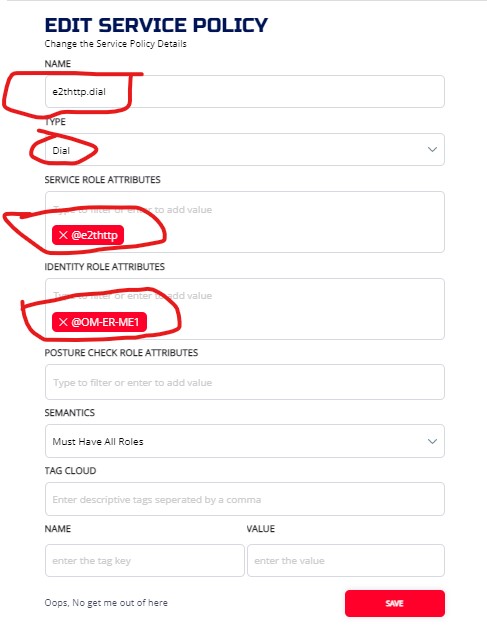 EDIT SERVICE POLICY
Change the Service Policy Details
NAME
e2thttp.dial
TYPE
Dial
SERVICE ROLE ATTRIBUTES
Type to filter or enter to add value
× @e2thttp
IDENTITY ROLE ATTRIBUTES
Type to filter or enter to add value
× @OM-ER-ME1
POSTURE CHECK ROLE ATTRIBUTES
Type to filter or enter to add value
SEMANTICS
Must Have All Roles
TAG CLOUD
Enter descriptive tags seperated by a comma
NAME VALUE
enter the tag key enter the value
Oops, No get me out of here SAVE